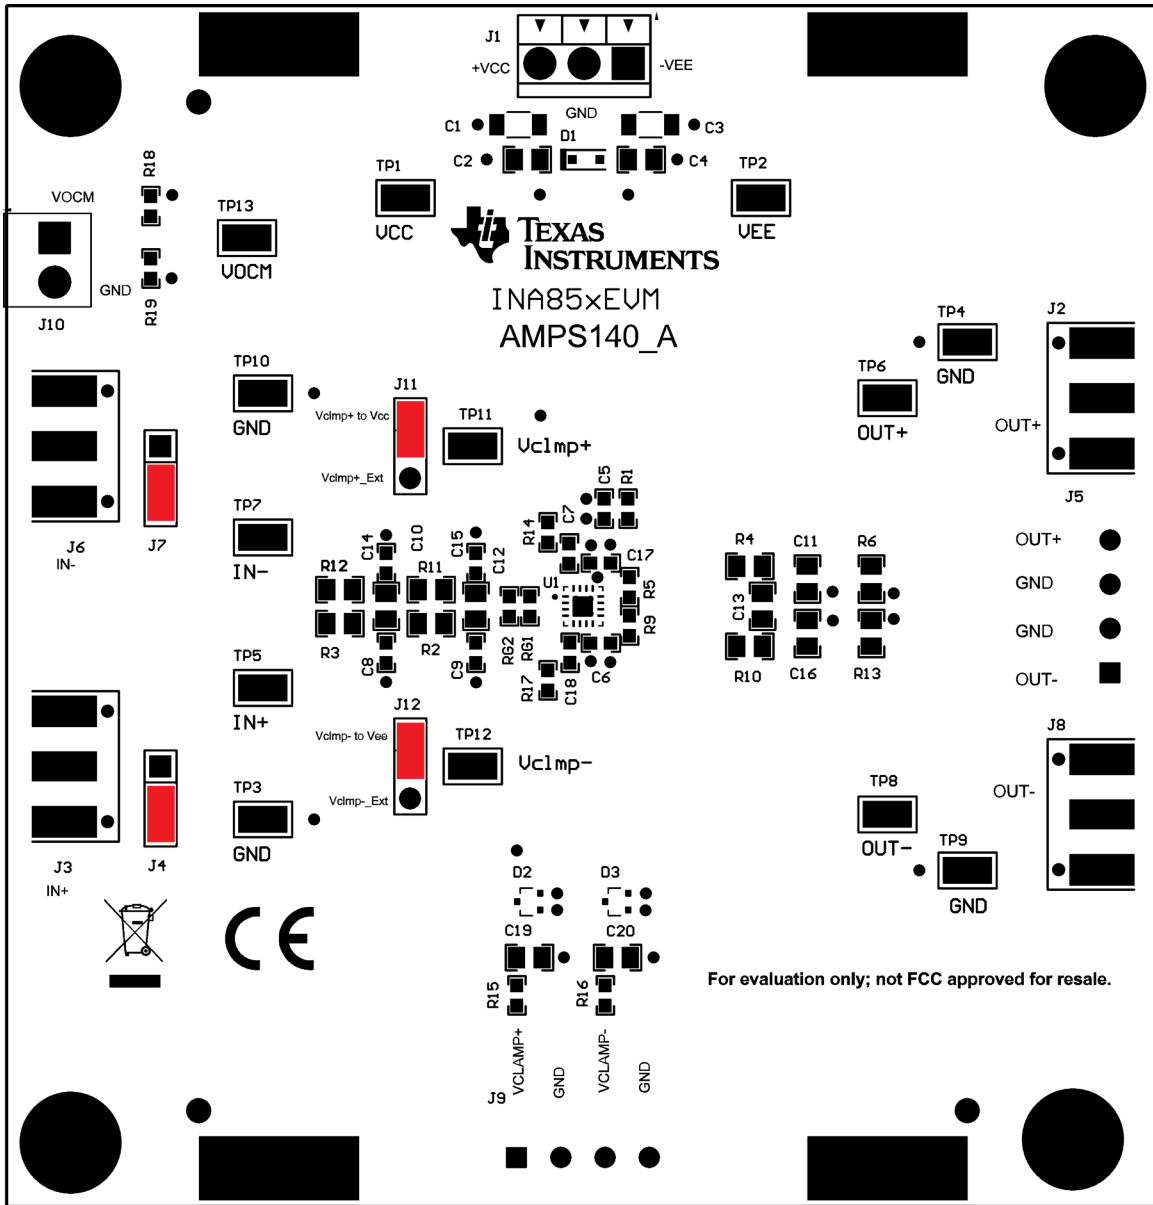 J1
+VCC
-VEE
GND
C1
C3
D1
C2
C4
R18
TP1
TP2
VOCM
TP13
VCC
VEE
TEXAS
INSTRUMENTS
VOCM
GND
R19
INA85xEVM
J10
AMPS140_A
TP4
J2
TP10
J11
TP6
GND
Vclmp+ to Vcc
TP11
GND
OUT+
OUT+
Vclmp+
Vclmp+_Ext
C5
R1
J5
TP7
C7
R14
J6
J7
C14
C10
C15
OUT+
IN-
IN-
C12
C17
R4
C11
R6
R12
R11
U1
R5
GND
C13
R9
GND
R3
R2
RG2
RG1
TP5
C8
C9
C18
C6
R10
C16
R13
OUT-
R17
IN+
J12
J8
Vclmp- to Vee
TP12
Vclmp-
TP8
OUT-
TP3
Vclmp-_Ext
GND
OUT-
TP9
J3
J4
D2
D3
IN+
GND
C19
C20
For evaluation only; not FCC approved for resale.
R15
R16
VCLAMP+
GND
VCLAMP-
GND
J9
CE